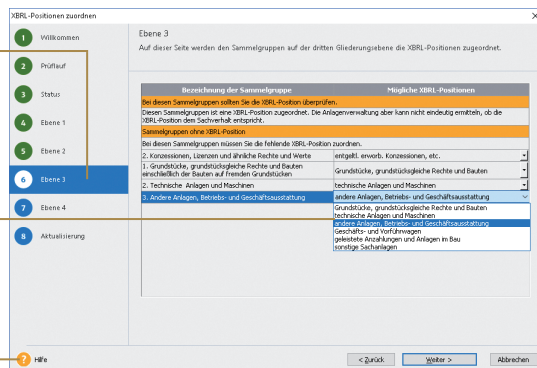 XBRL-Positionen zuordnen
1 Willkommen
2 Prüflauf
3 Status
4 Ebene 1
5 Ebene 2
6 Ebene 3
7 Ebene 4
8 Aktualisierung
Ebene 3
Auf dieser Seite werden den Sammelgruppen auf der dritten Gliederungsebene die XBRL-Positionen zugeordnet.
Bezeichnung der Sammelgruppe Mögliche XBRL-Positionen
Bei diesen Sammelgruppen sollten Sie die XBRL-Position überprüfen.
Diesen Sammelgruppen ist eine XBRL-Position zugeordnet. Die Anlagenverwaltung aber kann nicht eindeutig ermitteln, ob die
XBRL-Position dem Sachverhalt entspricht.
Sammelgruppen ohne XBRL-Position
Bei diesen Sammelgruppen müssen Sie die fehlende XBRL-Position zuordnen.
2. Konzessionen, Lizenzen und ähnliche Rechte und Werte entgeltl. erworb. Konzessionen, etc.
1. Grundstücke, grundstücksgleiche Rechte und Bauten
einschließlich der Bauten auf fremden Grundstücken Grundstücke, grundstücksgleiche Rechte und Bauten
2. Technische Anlagen und Maschinen technische Anlagen und Maschinen
3. Andere Anlagen, Betriebs- und Geschäftsausstattung andere Anlagen, Betriebs- und Geschäftsausstattung
Grundstücke, grundstücksgleiche Rechte und Bauten
technische Anlagen und Maschinen
andere Anlagen, Betriebs- und Geschäftsausstattung
Geschäfts- und Vorführwagen
geleistete Anzahlungen und Anlagen im Bau
sonstige Sachanlagen
? Hilfe
< Zurück Weiter > Abbrechen